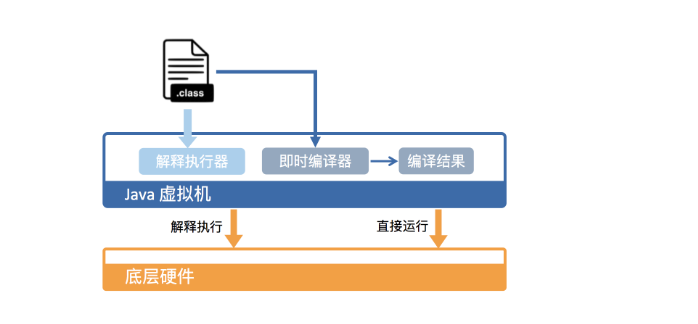 .class
解释执行器
即时编译器
编译结果
Java 虚拟机
解释执行
直接运行
底层硬件